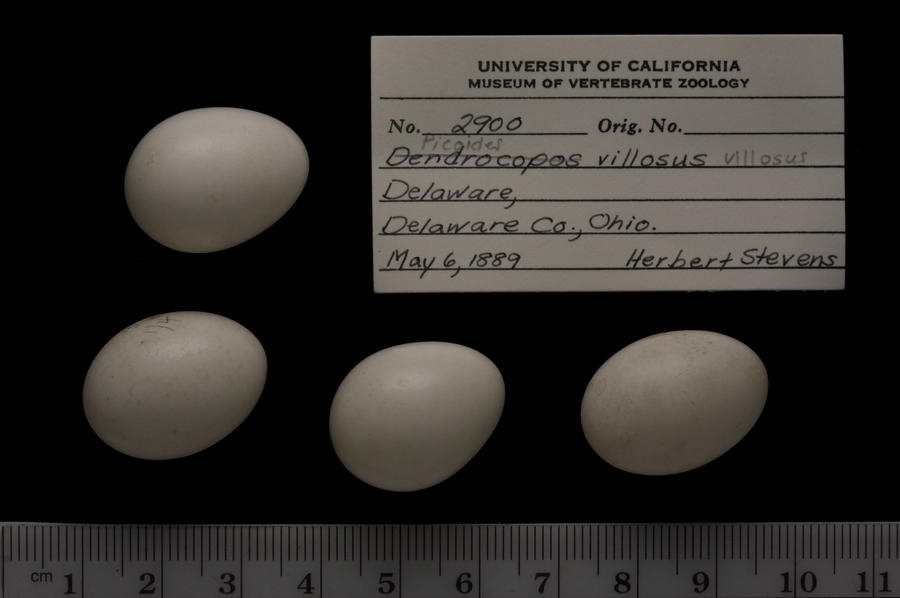 UNIVERSITY OF CALIFORNIA
MUSEUM OF VERTEBRATE ZOOLOGY
No. 2900 Orig. No.
Picoides
Dendrocopos villosus villosus
Delaware,
Delaware Co., Ohio.
May 6, 1889 Herbert Stevens
cm 1 2 3 4 5 6 7 8 9 10 11